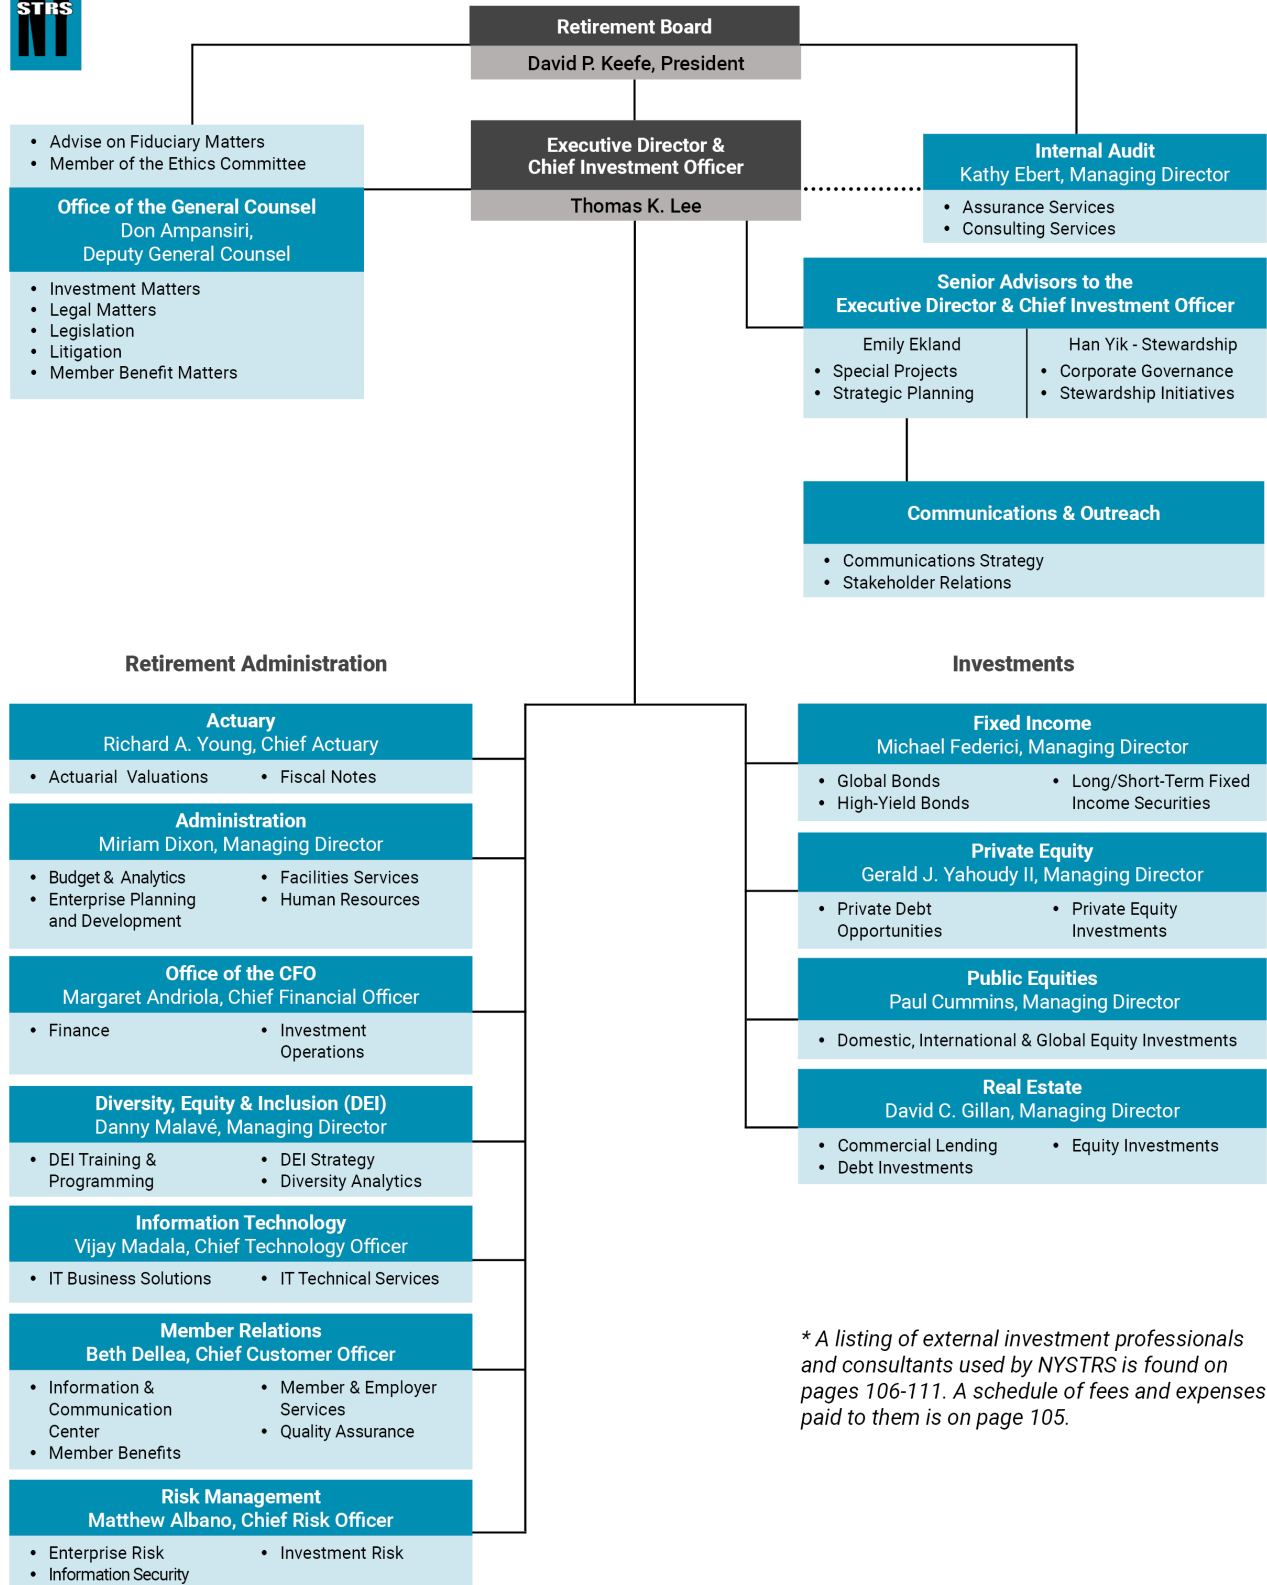 STRS
NY
Retirement Board
David P. Keefe, President
• Advise on Fiduciary Matters
• Member of the Ethics Committee
Office of the General Counsel
Don Ampansiri,
Deputy General Counsel
• Investment Matters
• Legal Matters
• Legislation
• Litigation
• Member Benefit Matters
Executive Director &
Chief Investment Officer
Thomas K. Lee
Internal Audit
Kathy Ebert, Managing Director
• Assurance Services
• Consulting Services
Senior Advisors to the
Executive Director & Chief Investment Officer
Emily Ekland
• Special Projects
• Strategic Planning
Han Yik - Stewardship
• Corporate Governance
• Stewardship Initiatives
Communications & Outreach
• Communications Strategy
• Stakeholder Relations
Retirement Administration
Actuary
Richard A. Young, Chief Actuary
• Actuarial Valuations
• Fiscal Notes
Administration
Miriam Dixon, Managing Director
• Budget & Analytics
• Enterprise Planning
and Development
• Facilities Services
• Human Resources
Office of the CFO
Margaret Andriola, Chief Financial Officer
• Finance
• Investment
Operations
Diversity, Equity & Inclusion (DEI)
Danny Malavé, Managing Director
• DEI Training &
Programming
• DEI Strategy
• Diversity Analytics
Information Technology
Vijay Madala, Chief Technology Officer
• IT Business Solutions
• IT Technical Services
Member Relations
Beth Dellea, Chief Customer Officer
• Information &
Communication
Center
• Member Benefits
• Member & Employer
Services
• Quality Assurance
Risk Management
Matthew Albano, Chief Risk Officer
• Enterprise Risk
• Information Security
• Investment Risk
Investments
Fixed Income
Michael Federici, Managing Director
• Global Bonds
• High-Yield Bonds
• Long/Short-Term Fixed
Income Securities
Private Equity
Gerald J. Yahoudy II, Managing Director
• Private Debt
Opportunities
• Private Equity
Investments
Public Equities
Paul Cummins, Managing Director
• Domestic, International & Global Equity Investments
Real Estate
David C. Gillan, Managing Director
• Commercial Lending
• Debt Investments
• Equity Investments
* A listing of external investment professionals
and consultants used by NYSTRS is found on
pages 106-111. A schedule of fees and expenses
paid to them is on page 105.